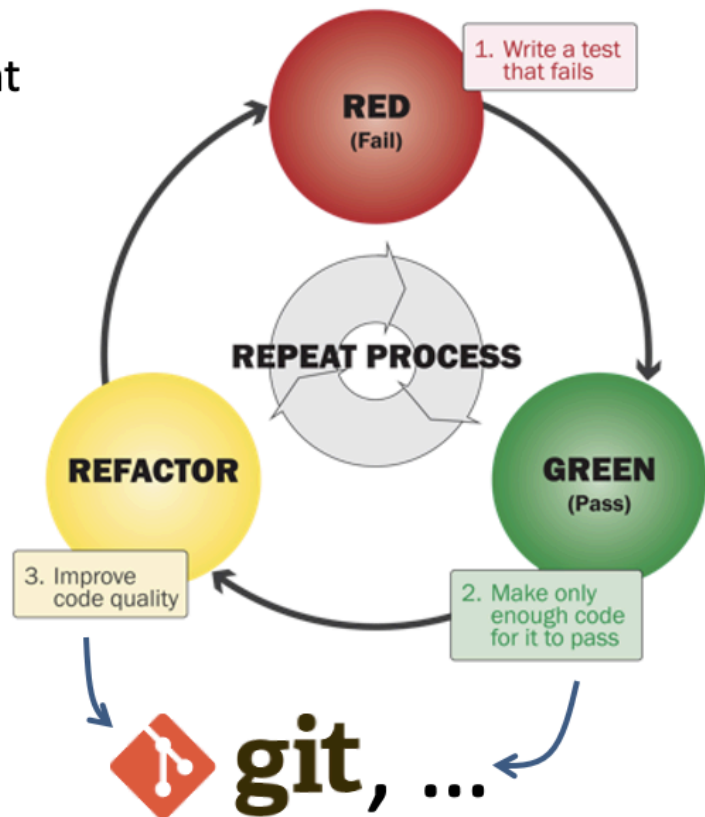 1. Write a test
that fails
RED
(Fail)
REPEAT PROCESS
REFACTOR
GREEN
(Pass)
3. Improve
code quality
2. Make only
enough code
for it to pass
git, ...